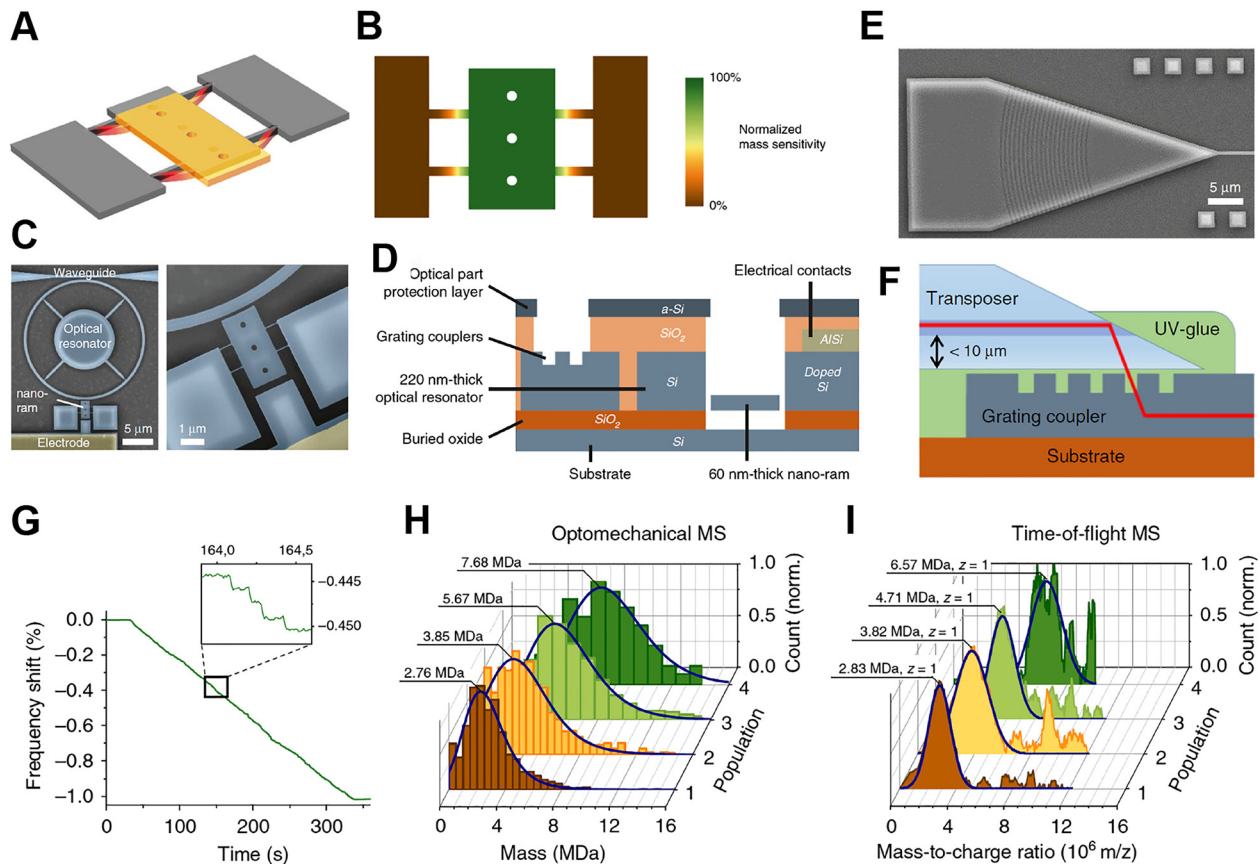 A
B
100%
Normalized
mass sensitivity
0%
E
5 µm
C
Waveguide
Optical
resonator
nano-
ram
5 µm
Electrode
1 µm
D
Optical part
protection layer
Electrical contacts
a-Si
Grating couplers
SiO2
AlSi
220 nm-thick
optical resonator
Si
Doped
Si
Buried oxide
SiO2
Si
Substrate
60 nm-thick nano-ram
F
Transposer
UV-glue
< 10 µm
Grating coupler
Substrate
G
164,0
164,5
−0.445
−0.450
0.0
−0.2
−0.4
−0.6
−0.8
−1.0
Frequency shift (%)
0
100
200
300
Time (s)
H
Optomechanical MS
7.68 MDa
5.67 MDa
3.85 MDa
2.76 MDa
1.0
0.5
0.0
Count (norm.)
4
3
2
1
Population
0
4
8
12
16
Mass (MDa)
I
Time-of-flight MS
6.57 MDa, z = 1
4.71 MDa, z = 1
3.82 MDa, z = 1
2.83 MDa, z = 1
1.0
0.5
0.0
Count (norm.)
4
3
2
1
Population
0
4
8
12
16
Mass-to-charge ratio (10⁶ m/z)